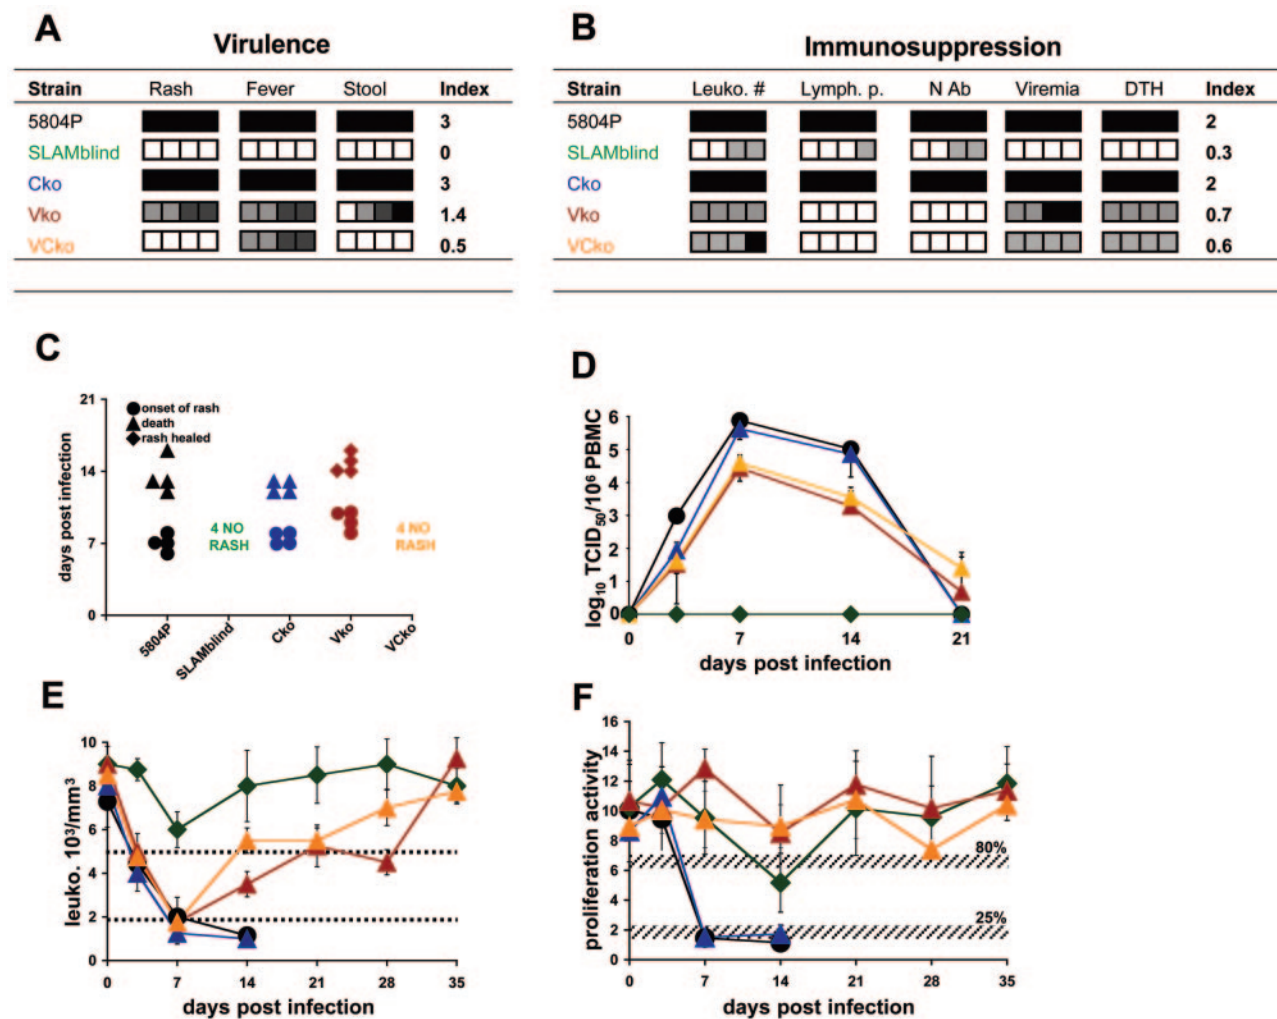 A
Virulence
Strain Rash Fever Stool Index
5804P 3
SLAMblind 0
Cko 3
Vko 1.4
VCko 0.5
B
Immunosuppression
Strain Leuko. # Lymph. p. N Ab Viremia DTH Index
5804P 2
SLAMblind 0.3
Cko 2
Vko 0.7
VCko 0.6
C
days post infection
21
14
7
0
onset of rash
death
rash healed
4 NO
RASH
4 NO
RASH
5804P
SLAMblind
Cko
Vko
VCko
D
log10 TCID50/10⁶ PBMC
6
5
4
3
2
1
0
0 7 14 21
days post infection
E
leuko. 10³/mm³
10
8
6
4
2
0
0 7 14 21 28 35
days post infection
F
proliferation activity
16
14
12
10
8
6
4
2
0
80%
25%
0 7 14 21 28 35
days post infection